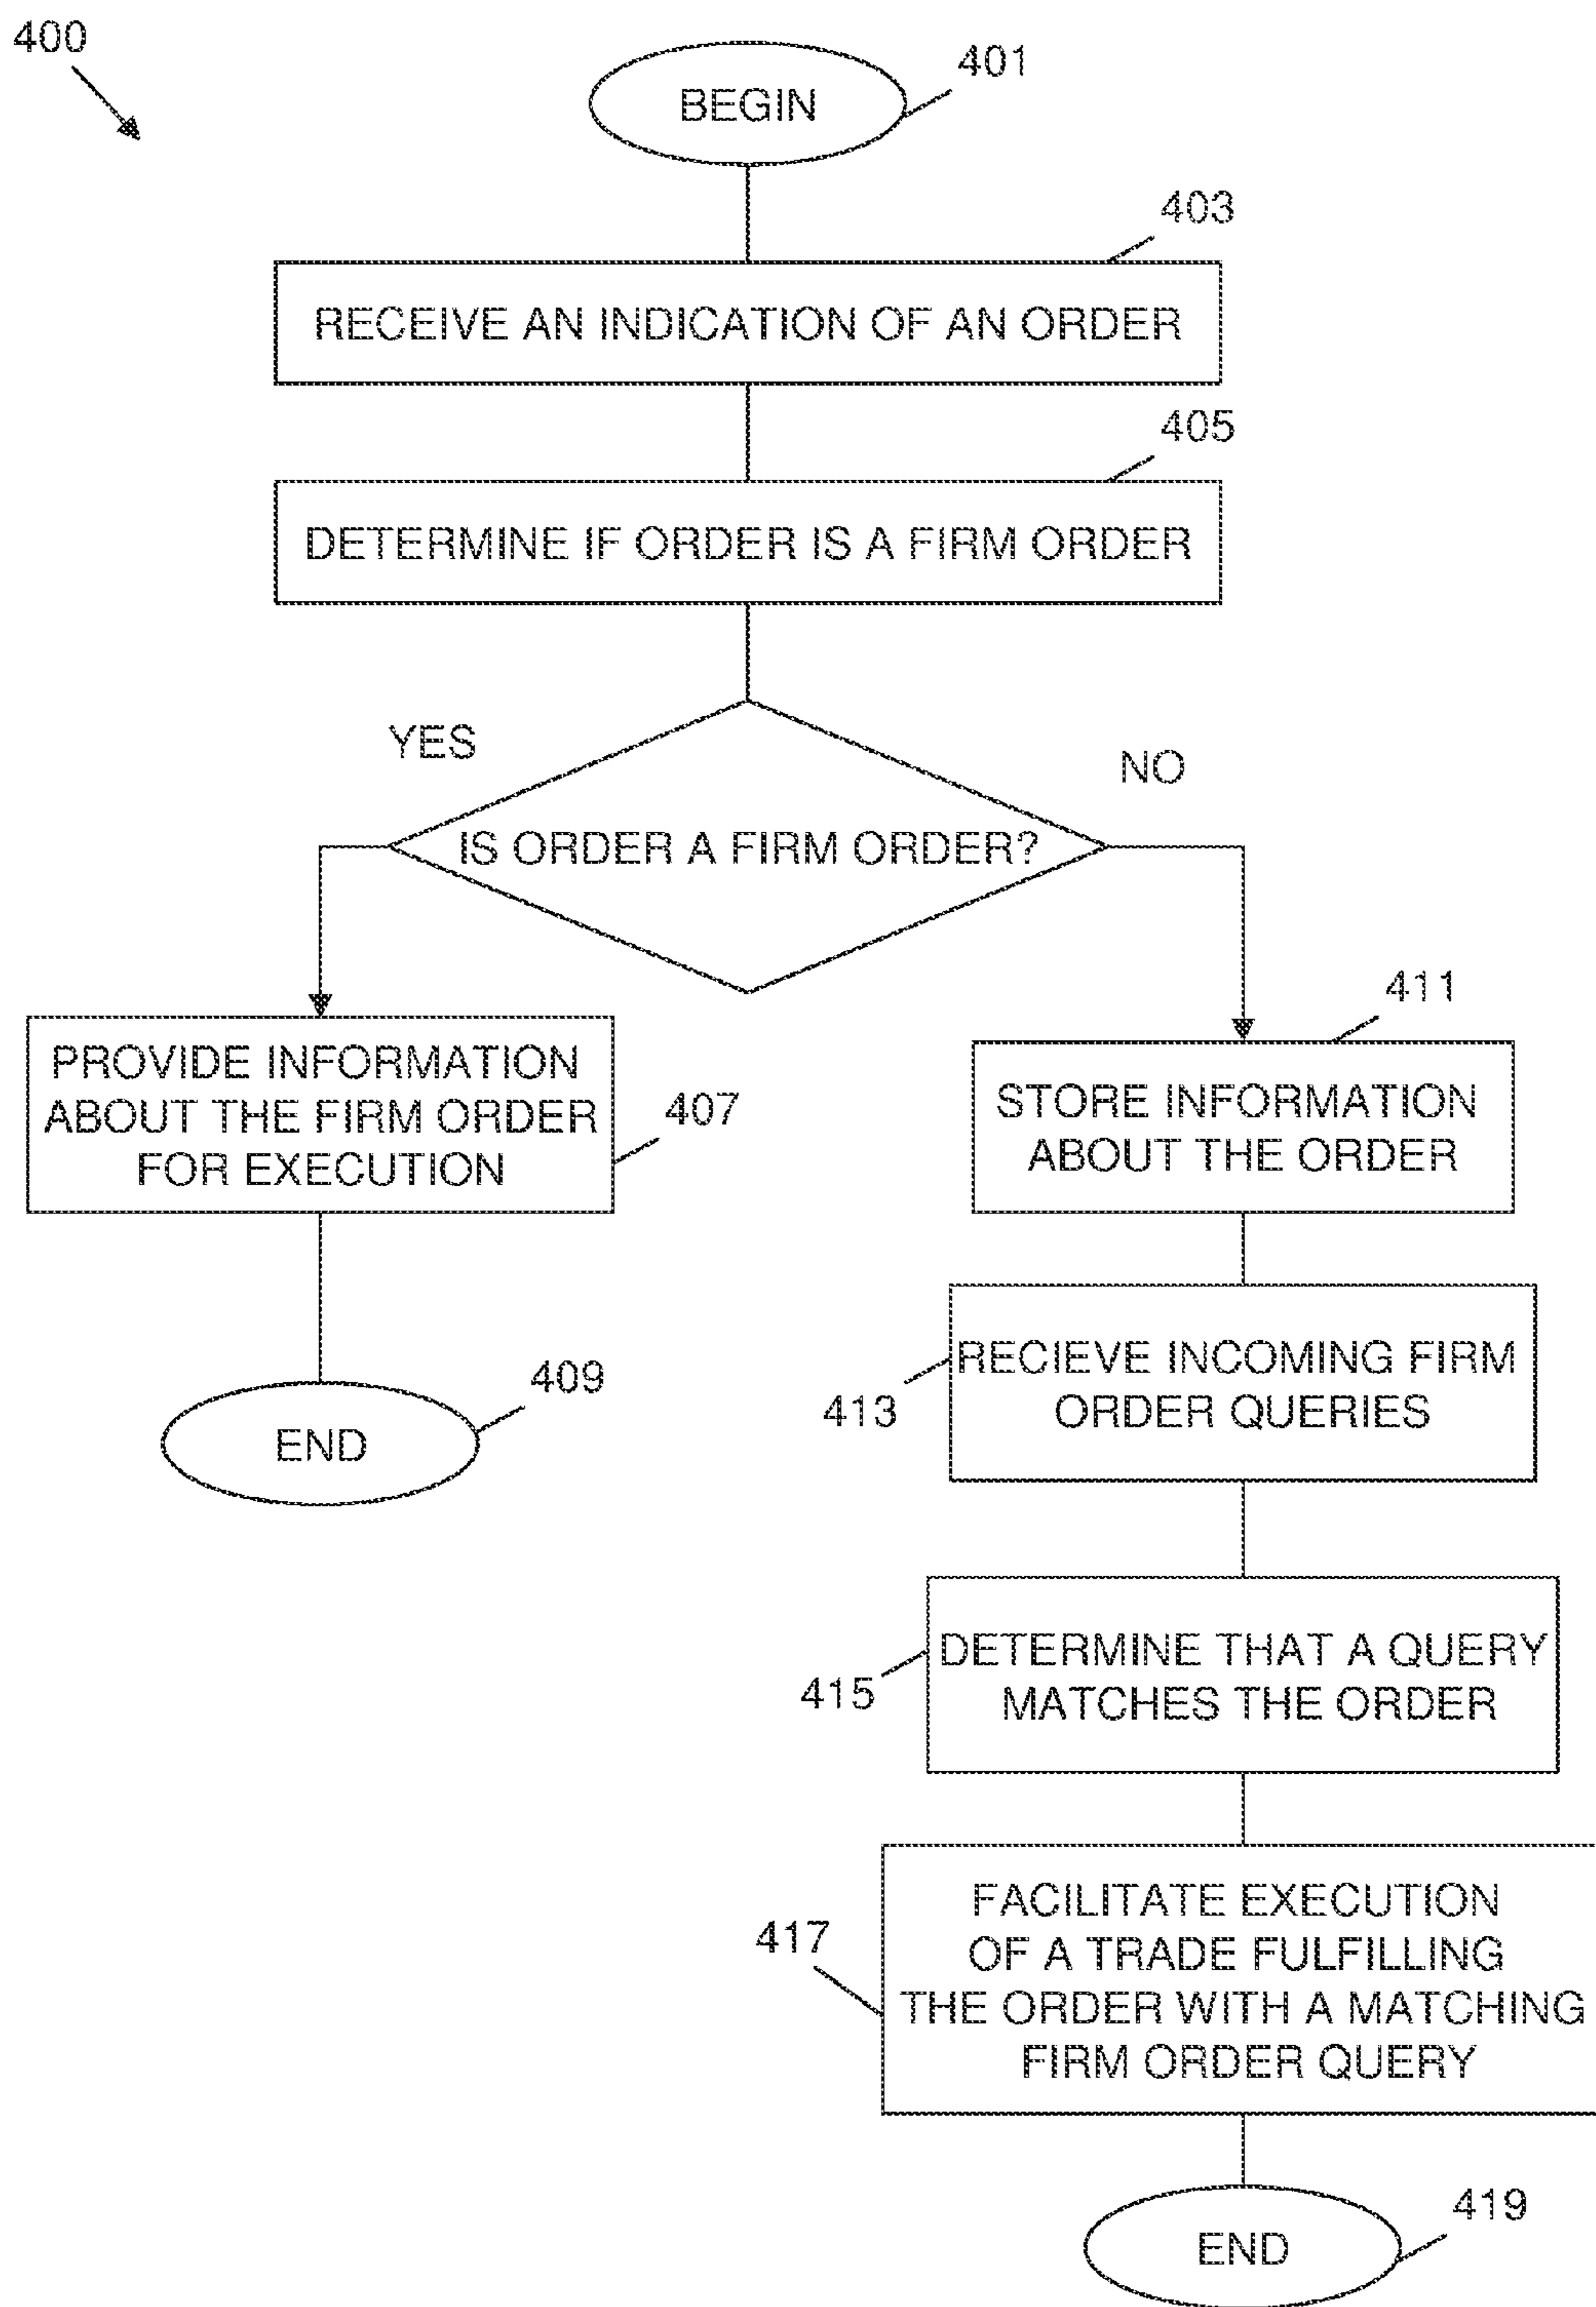 400
BEGIN
401
403
RECEIVE AN INDICATION OF AN ORDER
405
DETERMINE IF ORDER IS A FIRM ORDER
YES
NO
IS ORDER A FIRM ORDER?
PROVIDE INFORMATION
ABOUT THE FIRM ORDER
FOR EXECUTION
407
END
409
411
STORE INFORMATION
ABOUT THE ORDER
RECIEVE INCOMING FIRM
ORDER QUERIES
413
DETERMINE THAT A QUERY
MATCHES THE ORDER
415
FACILITATE EXECUTION
OF A TRADE FULFILLING
THE ORDER WITH A MATCHING
FIRM ORDER QUERY
417
END
419